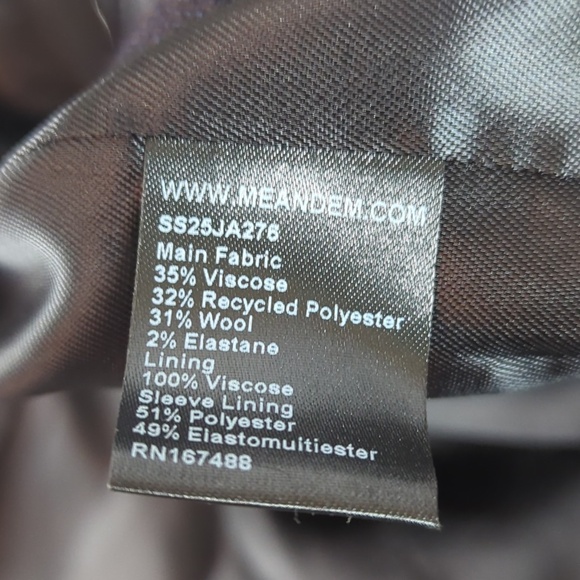 WWW.MEANDEM.COM
SS25JA276
Main Fabric
35% Viscose
32% Recycled Polyester
31% Wool
2% Elastane
Lining
100% Viscose
Sleeve Lining
51% Polyester
49% Elastomultiester
RN167488